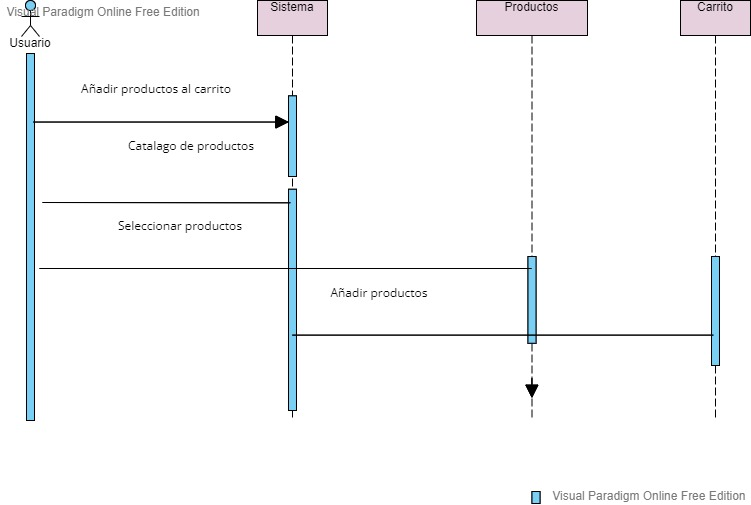 Visual Paradigm Online Free Edition
Usuario
Sistema
Productos
Carrito
Añadir productos al carrito
Catalago de productos
Seleccionar productos
Añadir productos
Visual Paradigm Online Free Edition